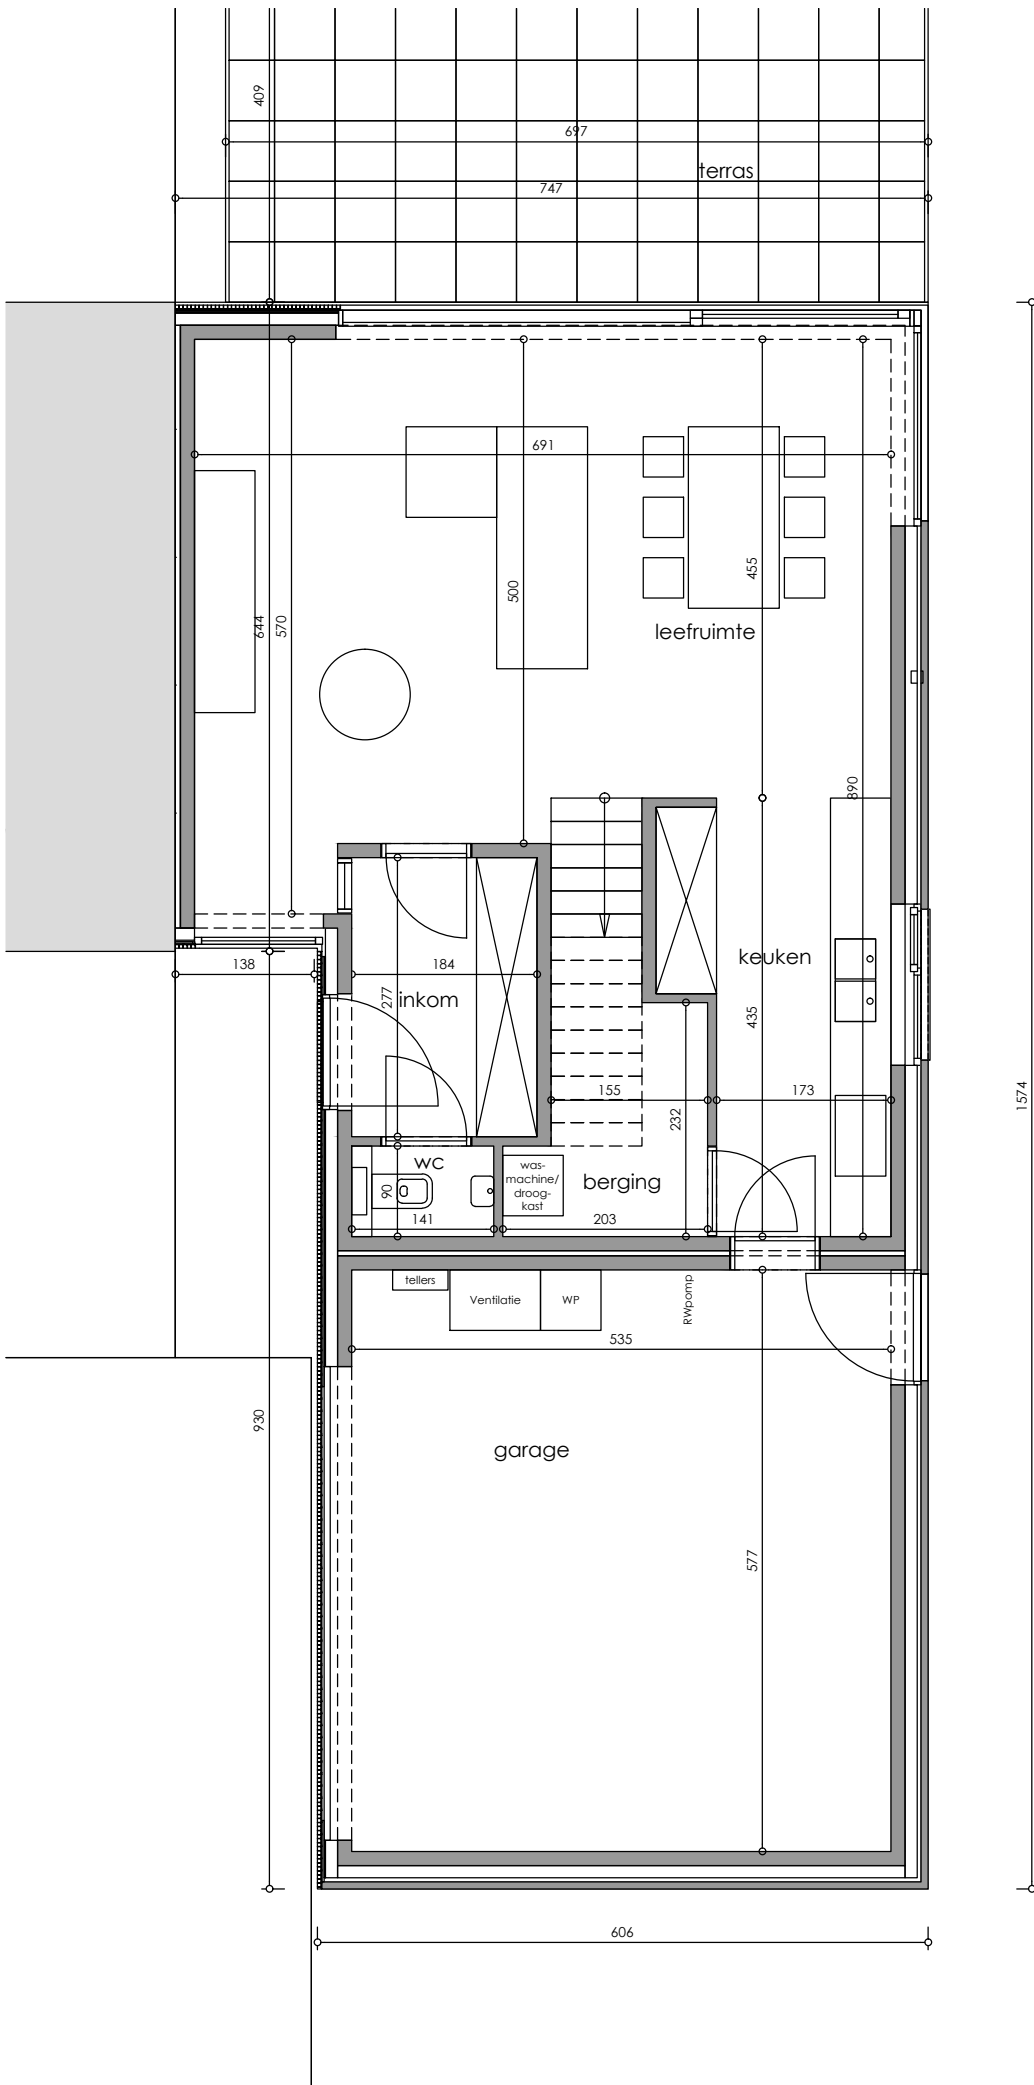 409
697
terras
747
691
455
500
644
570
leefruimte
890
keuken
138
184
277
inkom
435
155
173
232
1574
wc
was-
machine/
droog-
kast
berging
90
141
203
tellers
Ventilatie
WP
RWpomp
535
930
garage
577
606